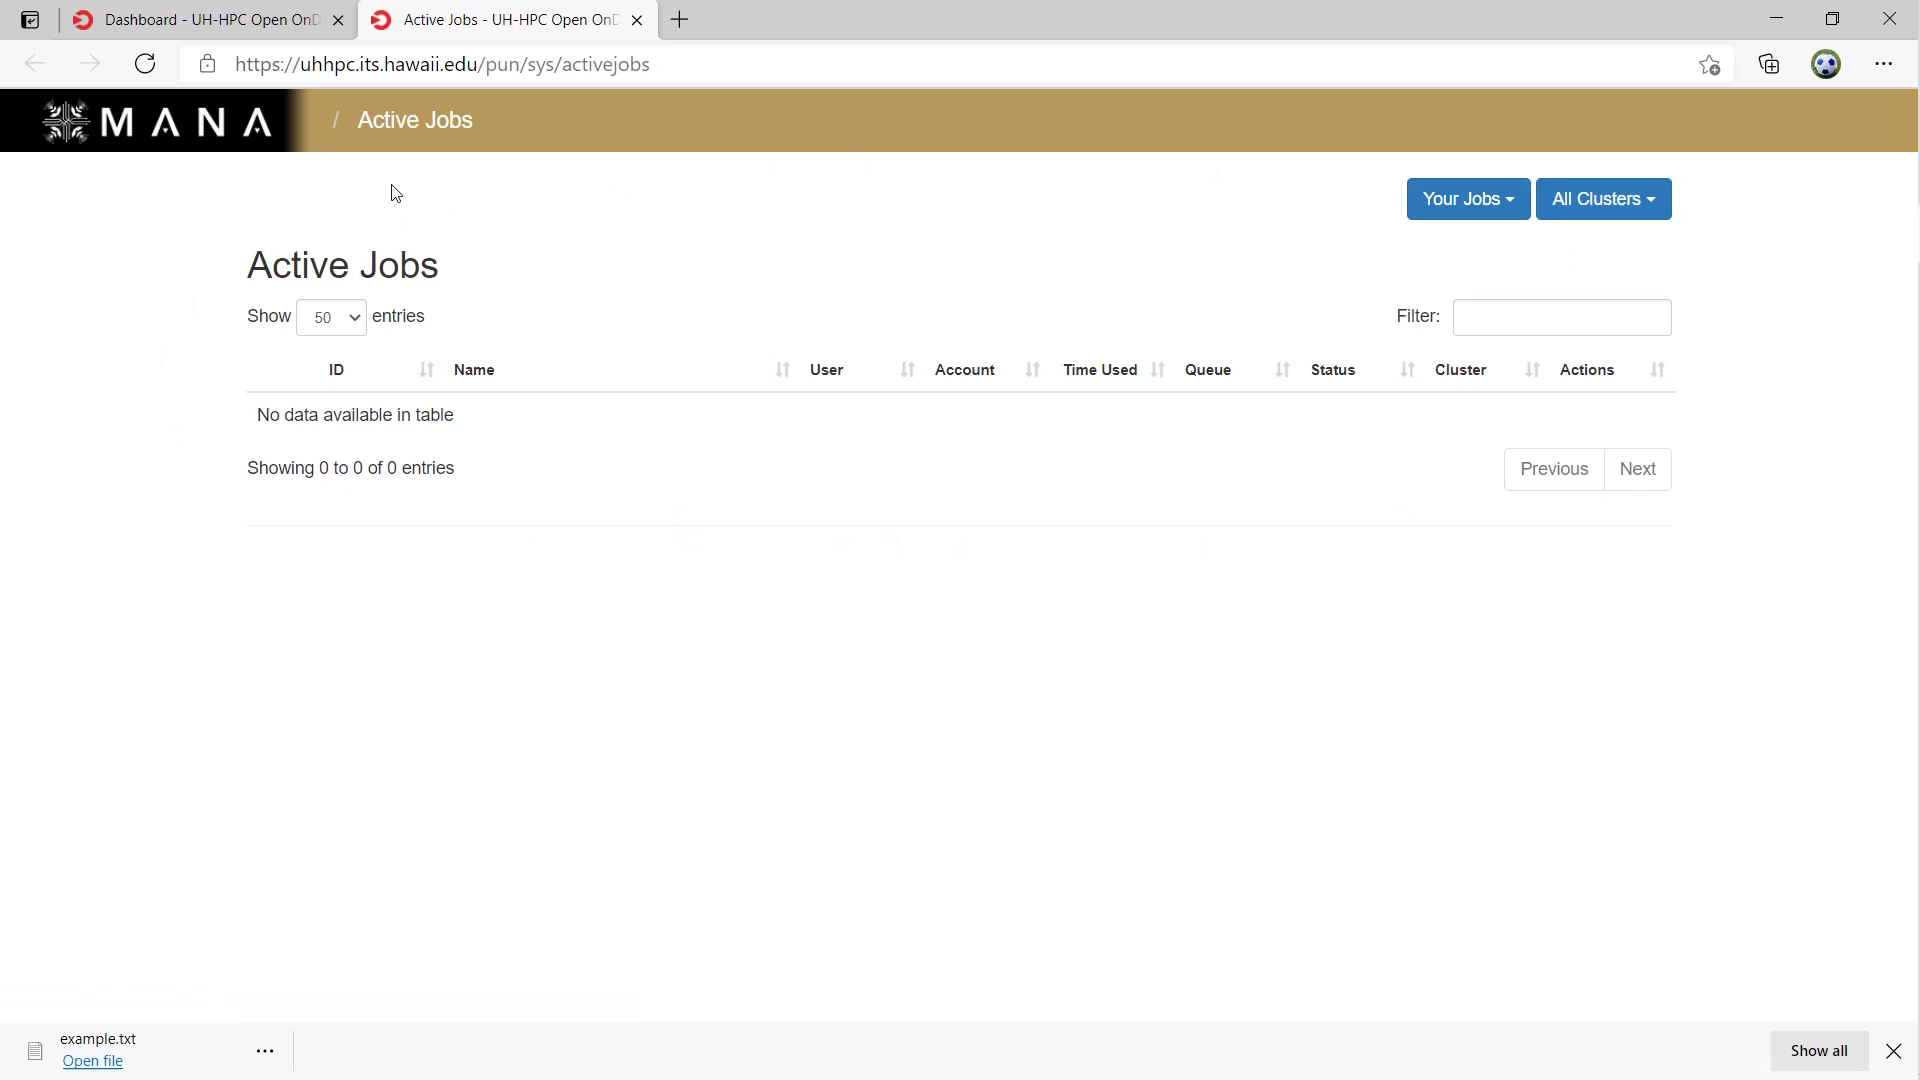 Dashboard - UH-HPC Open OnD
Active Jobs - UH-HPC Open OnD
https://uhhpc.its.hawaii.edu/pun/sys/activejobs
MANA / Active Jobs
Your Jobs All Clusters
Active Jobs
Show 50 entries Filter:
ID Name User Account Time Used Queue Status Cluster Actions
No data available in table
Showing 0 to 0 of 0 entries Previous Next
example.txt
Open file
Show all